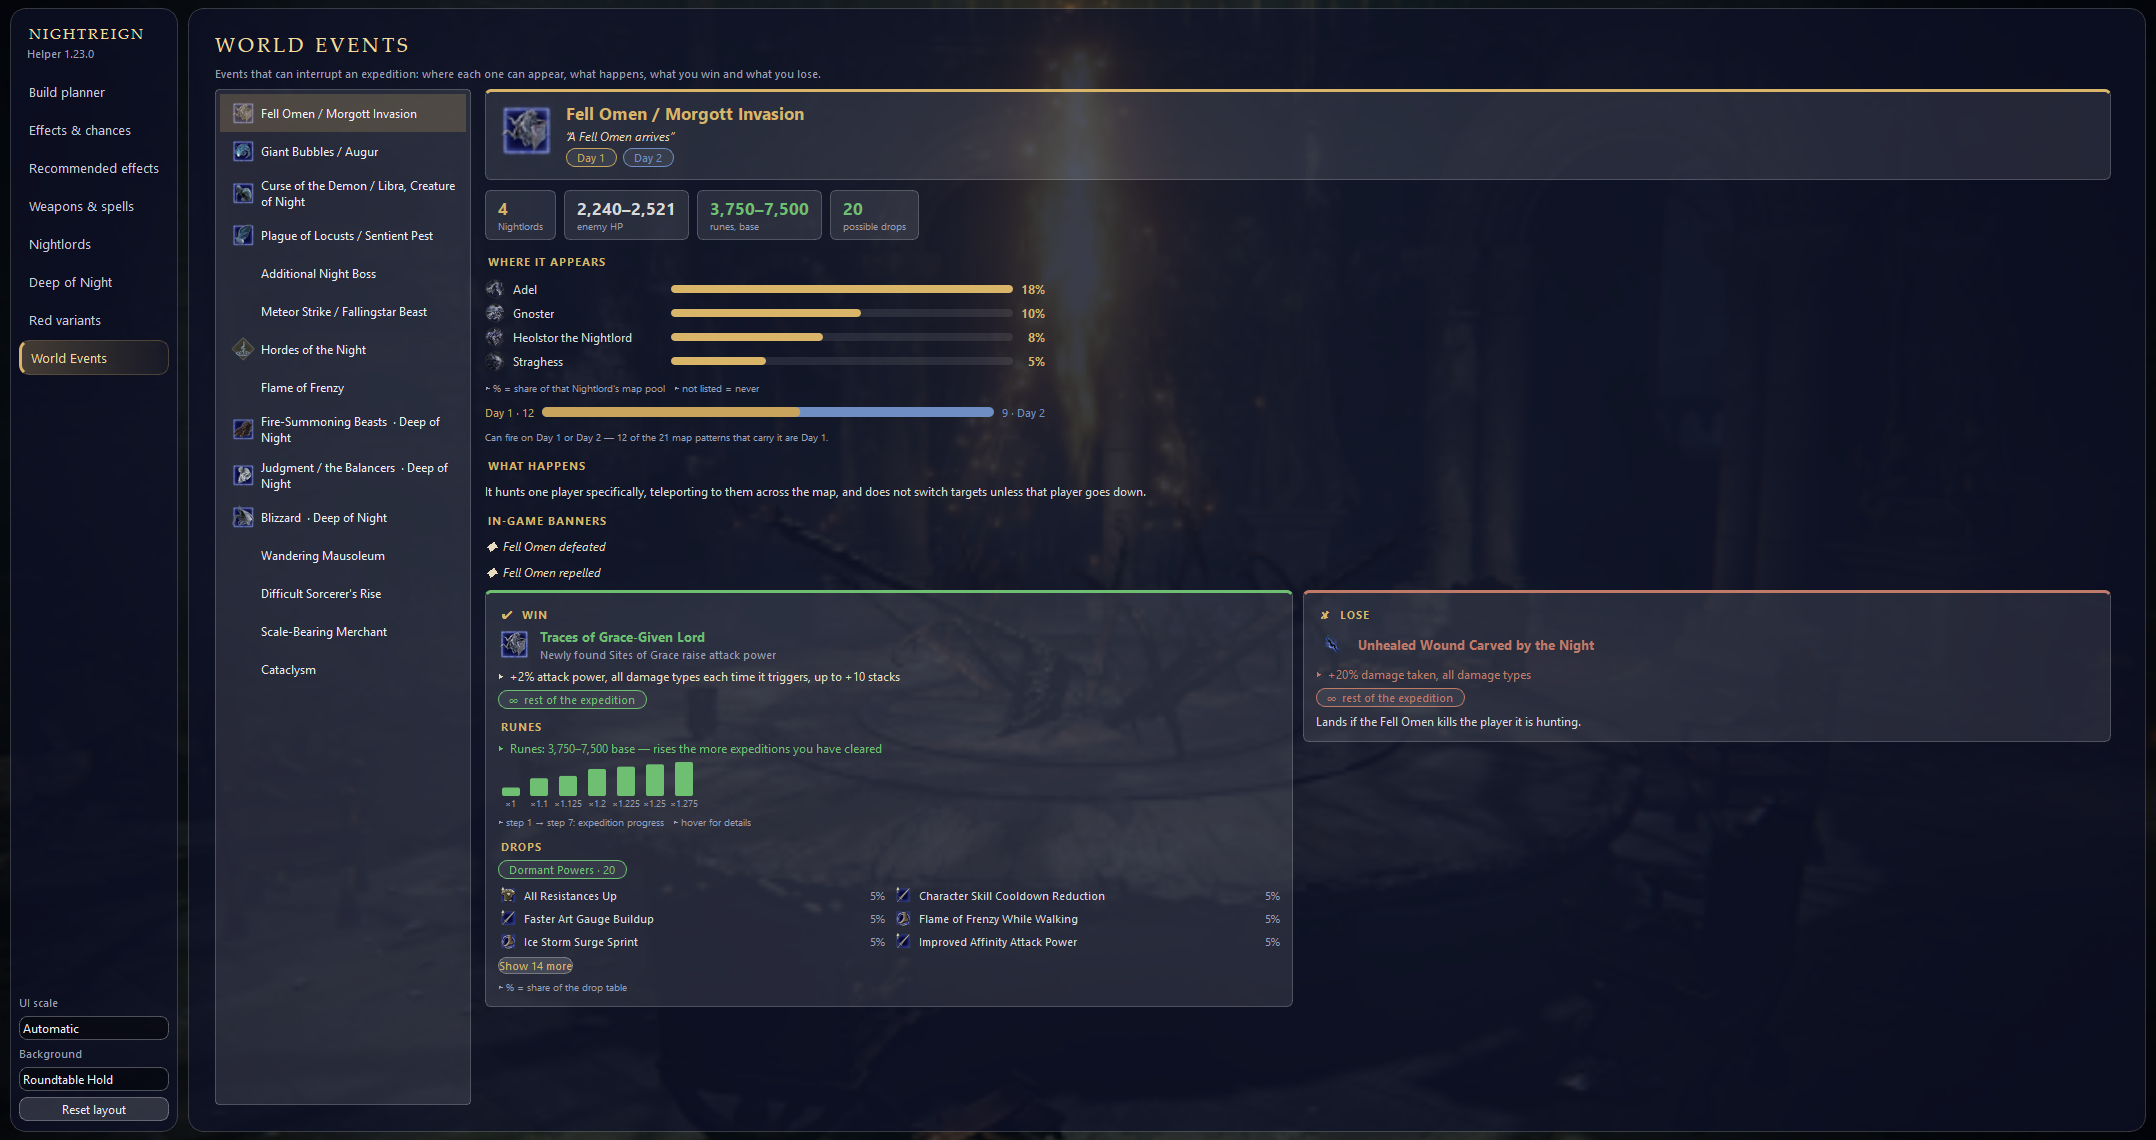 NIGHTREIGN
Helper 1.23.0
Build planner
Effects & chances
Recommended effects
Weapons & spells
Nightlords
Deep of Night
Red variants
World Events
UI scale
Automatic
Background
Roundtable Hold
Reset layout
WORLD EVENTS
Events that can interrupt an expedition: where each one can appear, what happens, what you win and what you lose.
Fell Omen / Morgott Invasion
Giant Bubbles / Augur
Curse of the Demon / Libra, Creature
of Night
Plague of Locusts / Sentient Pest
Additional Night Boss
Meteor Strike / Fallingstar Beast
Hordes of the Night
Flame of Frenzy
Fire-Summoning Beasts · Deep of
Night
Judgment / the Balancers · Deep of
Night
Blizzard · Deep of Night
Wandering Mausoleum
Difficult Sorcerer's Rise
Scale-Bearing Merchant
Cataclysm
Fell Omen / Morgott Invasion
"A Fell Omen arrives"
Day 1 Day 2
4 2,240–2,521 3,750–7,500 20
Nightlords enemy HP runes, base possible drops
WHERE IT APPEARS
Adel 18%
Gnoster 10%
Heolstor the Nightlord 8%
Straghess 5%
% = share of that Nightlord's map pool not listed = never
Day 1 · 12 9 · Day 2
Can fire on Day 1 or Day 2 — 12 of the 21 map patterns that carry it are Day 1.
WHAT HAPPENS
It hunts one player specifically, teleporting to them across the map, and does not switch targets unless that player goes down.
IN-GAME BANNERS
Fell Omen defeated
Fell Omen repelled
✔ WIN
Traces of Grace-Given Lord
Newly found Sites of Grace raise attack power
+2% attack power, all damage types each time it triggers, up to +10 stacks
∞ rest of the expedition
RUNES
Runes: 3,750–7,500 base — rises the more expeditions you have cleared
×1 ×1.1 ×1.125 ×1.2 ×1.225 ×1.25 ×1.275
step 1 → step 7: expedition progress hover for details
DROPS
Dormant Powers · 20
All Resistances Up 5% Character Skill Cooldown Reduction 5%
Faster Art Gauge Buildup 5% Flame of Frenzy While Walking 5%
Ice Storm Surge Sprint 5% Improved Affinity Attack Power 5%
Show 14 more
% = share of the drop table
✘ LOSE
Unhealed Wound Carved by the Night
+20% damage taken, all damage types
∞ rest of the expedition
Lands if the Fell Omen kills the player it is hunting.